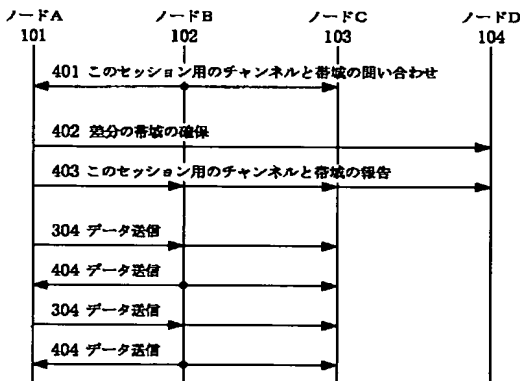 ノードA ノードB ノードC ノードD
101 102 103 104
401 このセッション用のチャンネルと帯域の問い合わせ
402 差分の帯域の確保
403 このセッション用のチャンネルと帯域の報告
304 データ送信
404 データ送信
304 データ送信
404 データ送信